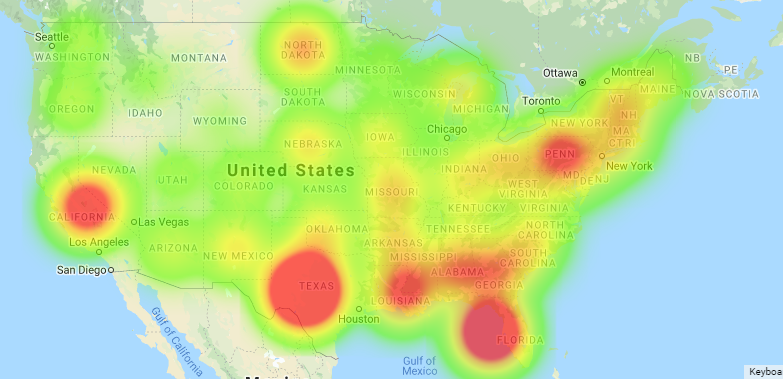 Seattle
WASHINGTON
MONTANA
NORTH
DAKOTA
MINNESOTA
Ottawa
Montreal
NB
PE
NOVA SCOTIA
MAINE
OREGON
IDAHO
WYOMING
SOUTH
DAKOTA
WISCONSIN
MICHIGAN
Toronto
VT
NH
NEW YORK
MA
CT
RI
NEBRASKA
IOWA
Chicago
ILLINOIS
INDIANA
OHIO
PENN
New York
MD
DE
NJ
NEVADA
UTAH
COLORADO
United States
KANSAS
MISSOURI
WEST
VIRGINIA
KENTUCKY
VIRGINIA
CALIFORNIA
Las Vegas
Los Angeles
San Diego
ARIZONA
NEW MEXICO
OKLAHOMA
ARKANSAS
TENNESSEE
NORTH
CAROLINA
SOUTH
CAROLINA
MISSISSIPPI
ALABAMA
GEORGIA
TEXAS
LOUISIANA
Houston
FLORIDA
Gulf of
California
Gulf of
Mexico